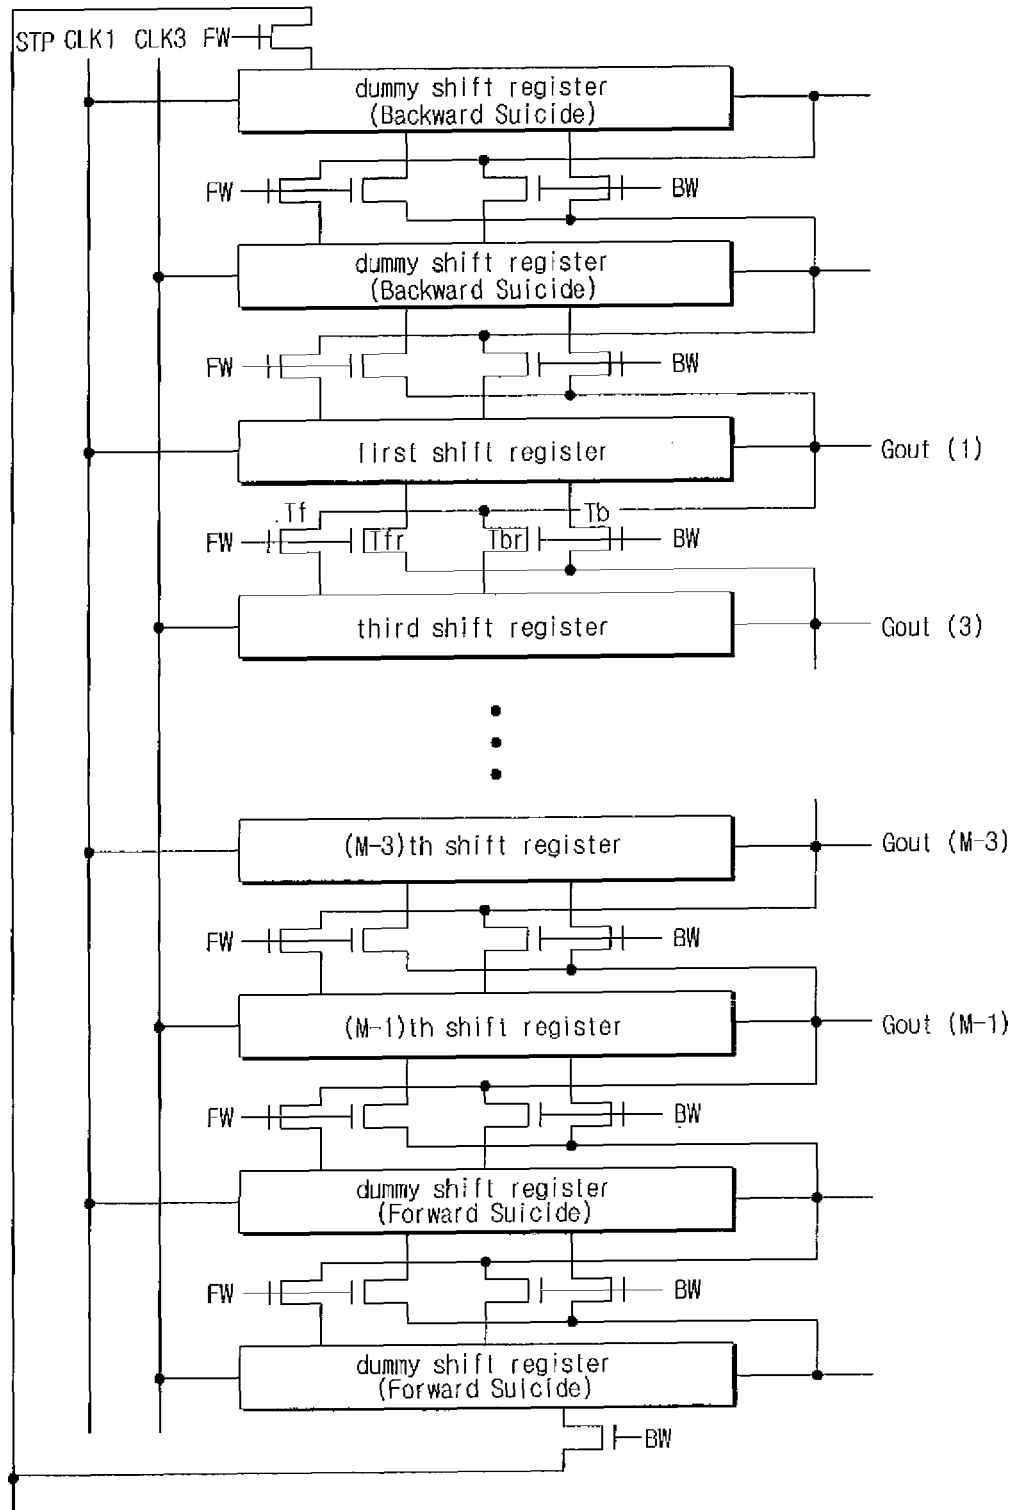 STP CLK1 CLK3 FW
dummy shift register
(Backward Suicide)
FW BW
dummy shift register
(Backward Suicide)
FW BW
first shift register
Gout (1)
Tf Tb
FW Tfr Tbr BW
third shift register
Gout (3)
(M-3)th shift register
Gout (M-3)
FW BW
(M-1)th shift register
Gout (M-1)
FW BW
dummy shift register
(Forward Suicide)
FW BW
dummy shift register
(Forward Suicide)
BW